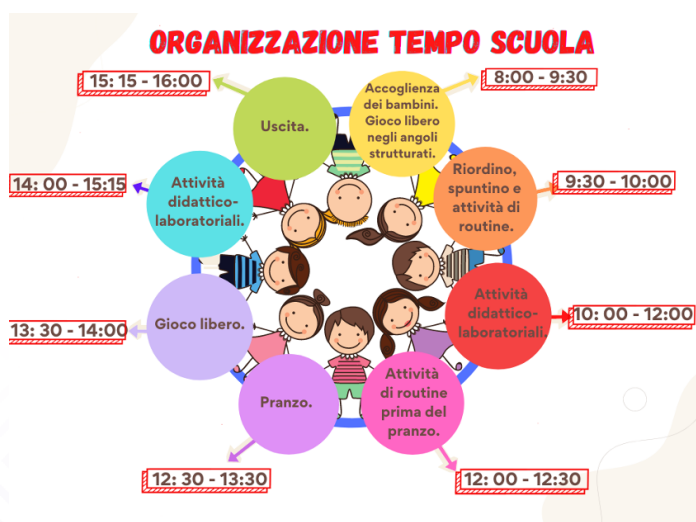 ORGANIZZAZIONE TEMPO SCUOLA
8:00 - 9:30
Accoglienza
dei bambini.
Gioco libero
negli angoli
strutturati.
9:30 - 10:00
Riordino,
spuntino e
attività di
routine.
10: 00 - 12:00
Attività
didattico-
laboratoriali.
12: 00 - 12:30
Attività
di routine
prima del
pranzo.
12: 30 - 13:30
Pranzo.
13: 30 - 14:00
Gioco libero.
14: 00 - 15:15
Attività
didattico-
laboratoriali.
15: 15 - 16:00
Uscita.